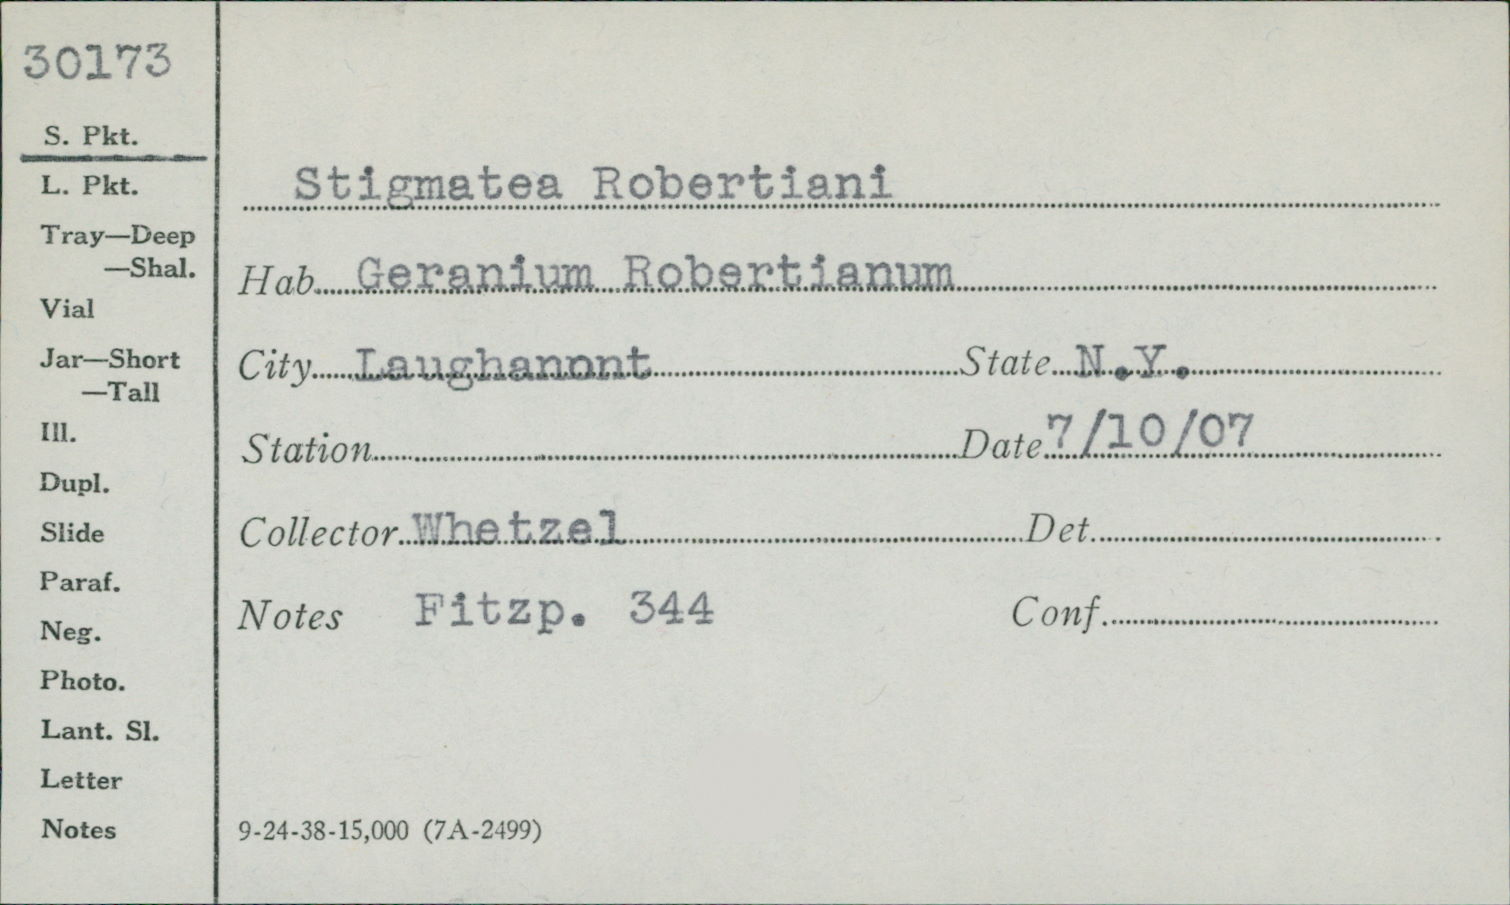 30173
S. Pkt.
L. Pkt.
Tray—Deep
—Shal.
Vial
Jar—Short
—Tall
Ill.
Dupl.
Slide
Paraf.
Neg.
Photo.
Lant. Sl.
Letter
Notes
Stigmatea Robertiani
Hab. Geranium Robertianum
City Laughanont State N.Y.
Station Date 7/10/07
Collector Whetzel Det.
Notes Fitzp. 344 Conf.
9-24-38-15,000 (7A-2499)